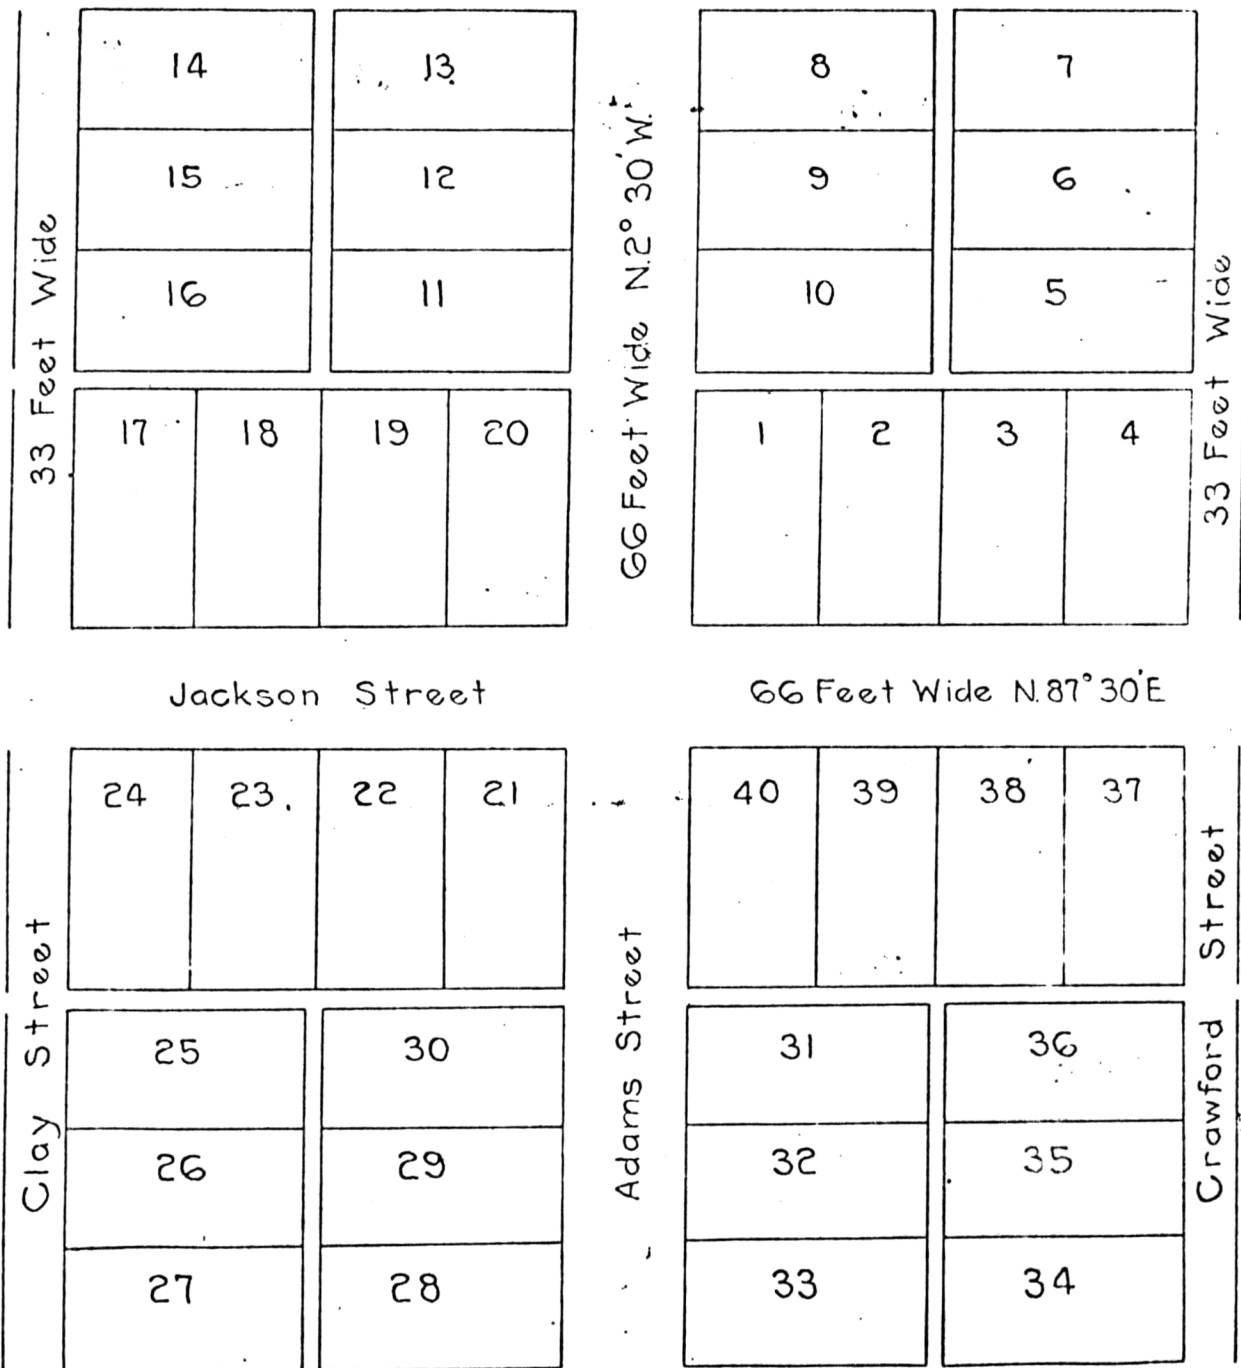 14 13 8 7
15 12 9 6
16 11 10 5
33 Feet Wide
66 Feet Wide N.2° 30' W.
33 Feet Wide
17 18 19 20 1 2 3 4
Jackson Street 66 Feet Wide N.87° 30' E
24 23 22 21 40 39 38 37
Clay Street
Adams Street
Crawford Street
25 30 31 36
26 29 32 35
27 28 33 34